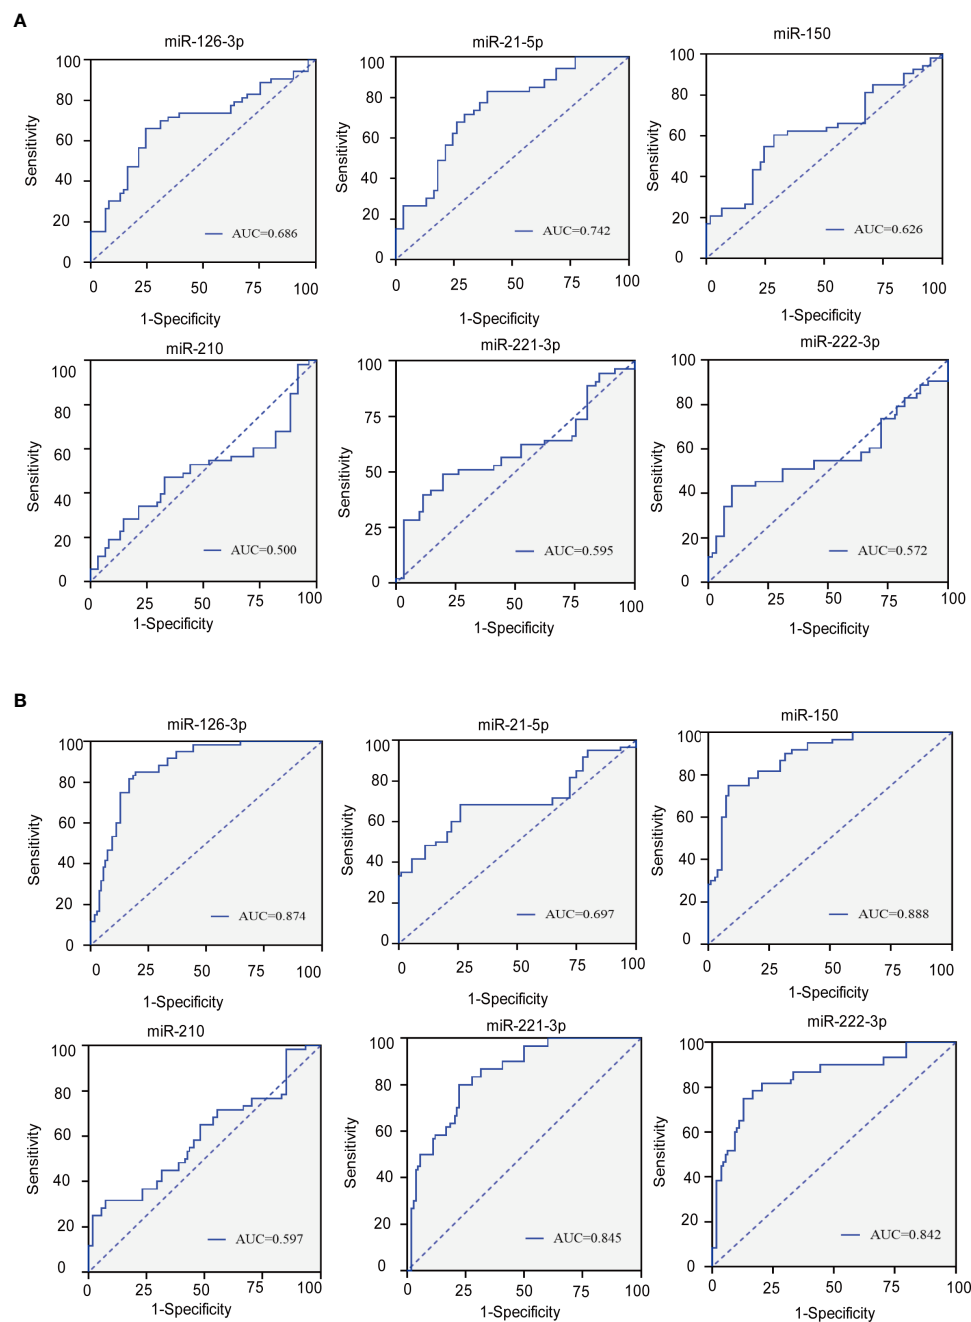 A
miR-126-3p
100
80
60
40
20
0
Sensitivity
AUC=0.686
0 25 50 75 100
1-Specificity
miR-21-5p
100
80
60
40
20
0
Sensitivity
AUC=0.742
0 25 50 75 100
1-Specificity
miR-150
100
80
60
40
20
0
Sensitivity
AUC=0.626
0 25 50 75 100
1-Specificity
miR-210
100
80
60
40
20
0
Sensitivity
AUC=0.500
0 25 50 75 100
1-Specificity
miR-221-3p
100
75
50
25
0
Sensitivity
AUC=0.595
0 25 50 75 100
1-Specificity
miR-222-3p
100
80
60
40
20
0
Sensitivity
AUC=0.572
0 25 50 75 100
1-Specificity
B
miR-126-3p
100
80
60
40
20
0
Sensitivity
AUC=0.874
0 25 50 75 100
1-Specificity
miR-21-5p
100
80
60
40
20
0
Sensitivity
AUC=0.697
0 25 50 75 100
1-Specificity
miR-150
100
80
60
40
20
0
Sensitivity
AUC=0.888
0 25 50 75 100
1-Specificity
miR-210
100
80
60
40
20
0
Sensitivity
AUC=0.597
0 25 50 75 100
1-Specificity
miR-221-3p
100
80
60
40
20
0
Sensitivity
AUC=0.845
0 25 50 75 100
1-Specificity
miR-222-3p
100
80
60
40
20
0
Sensitivity
AUC=0.842
0 25 50 75 100
1-Specificity